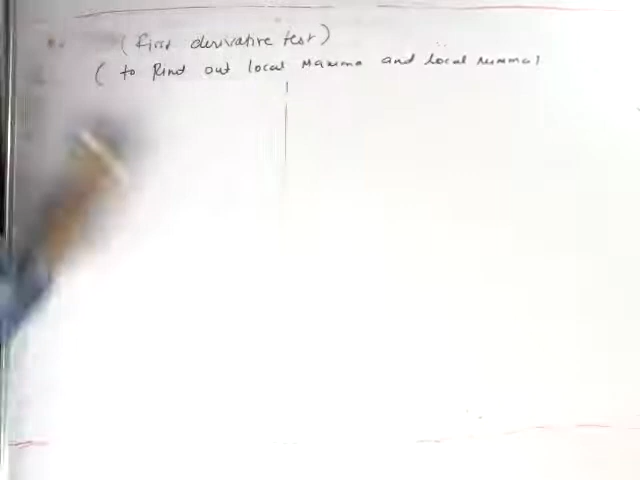 (First derivative test)
( to find out local maxima and local minima)